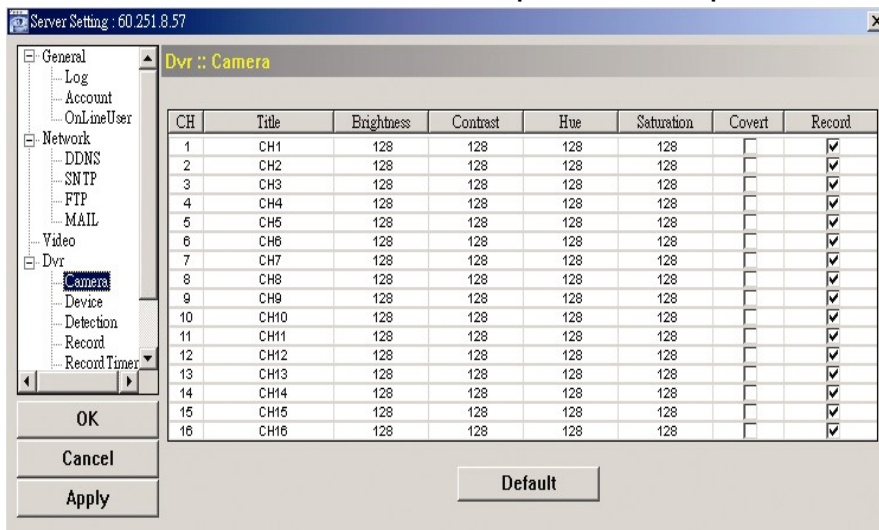 Server Setting : 60.251.8.57
General
Log
Account
OnLineUser
Network
DDNS
SNTP
FTP
MAIL
Video
Dvr
Camera
Device
Detection
Record
Record Timer
OK
Cancel
Apply
Dvr :: Camera
CH Title Brightness Contrast Hue Saturation Covert Record
1 CH1 128 128 128 128
2 CH2 128 128 128 128
3 CH3 128 128 128 128
4 CH4 128 128 128 128
5 CH5 128 128 128 128
6 CH6 128 128 128 128
7 CH7 128 128 128 128
8 CH8 128 128 128 128
9 CH9 128 128 128 128
10 CH10 128 128 128 128
11 CH11 128 128 128 128
12 CH12 128 128 128 128
13 CH13 128 128 128 128
14 CH14 128 128 128 128
15 CH15 128 128 128 128
16 CH16 128 128 128 128
Default